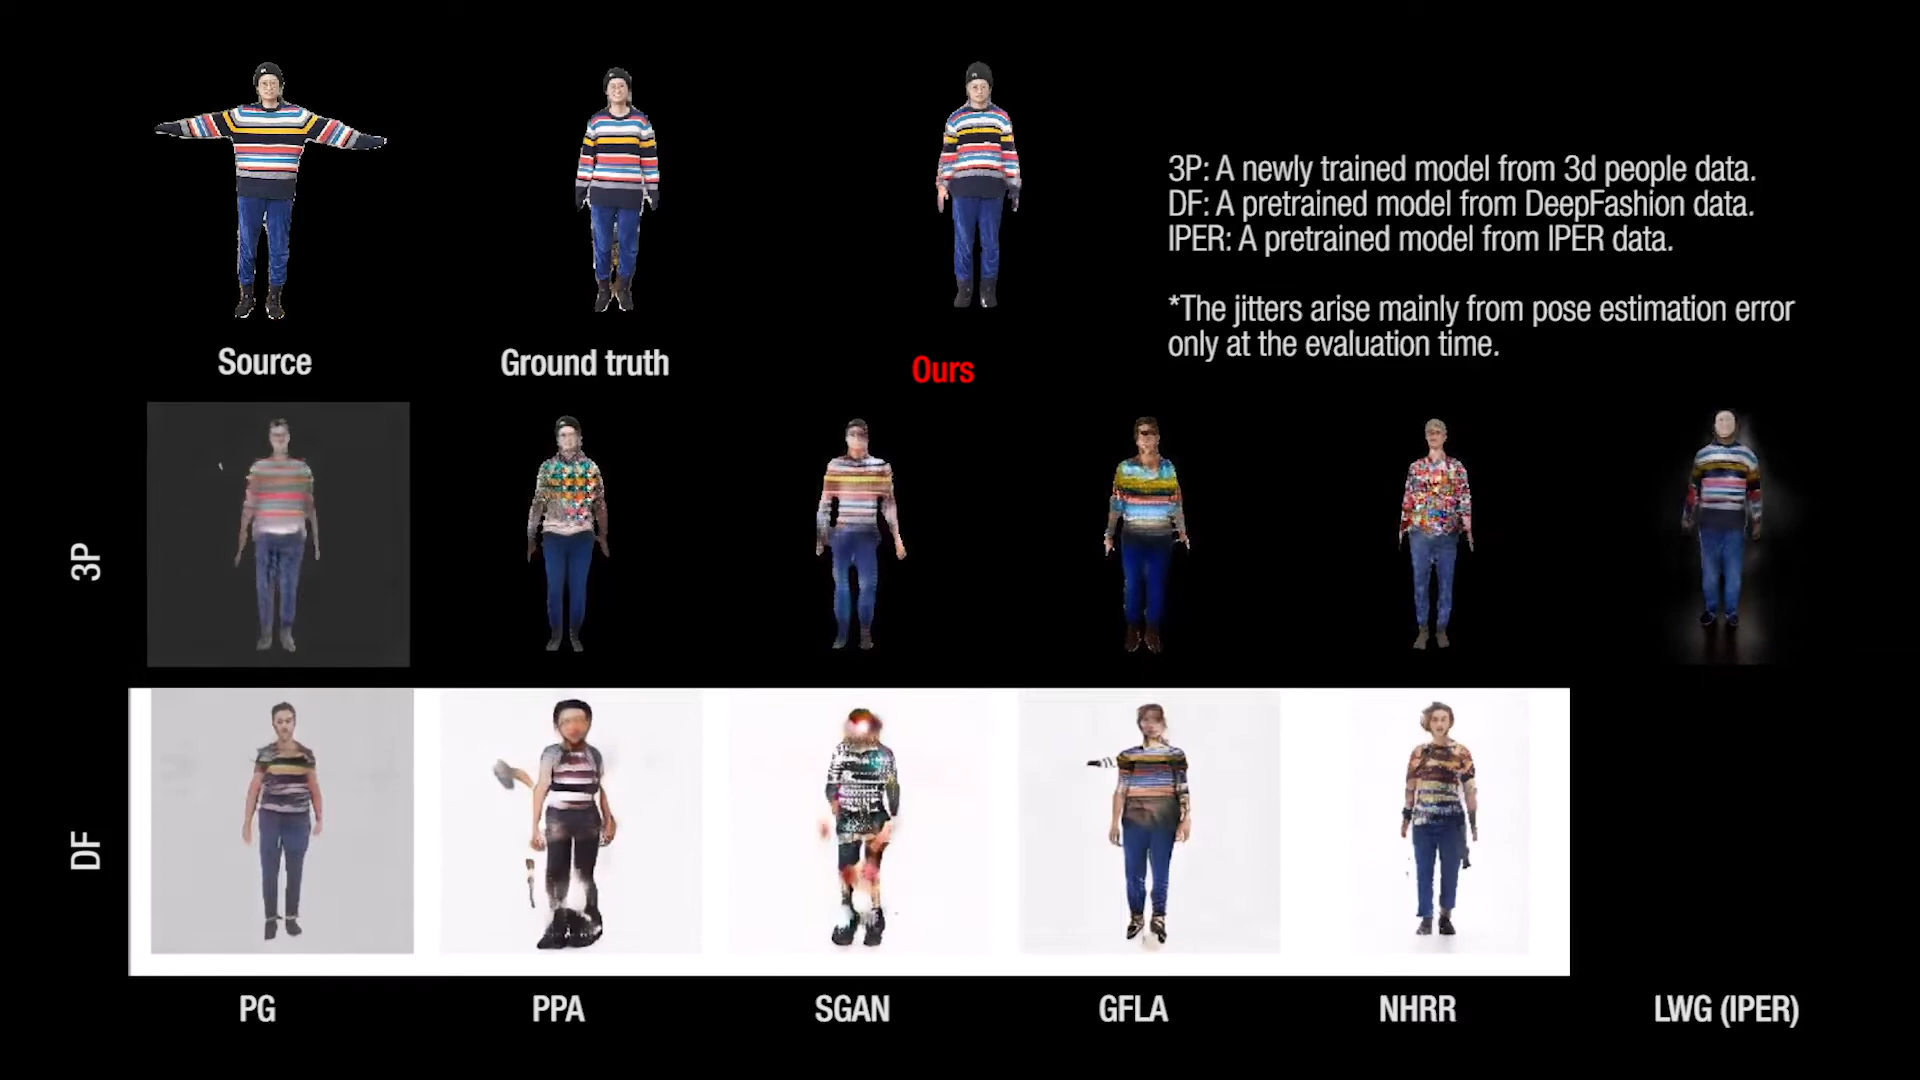 3P: A newly trained model from 3d people data.
DF: A pretrained model from DeepFashion data.
IPER: A pretrained model from IPER data.
*The jitters arise mainly from pose estimation error
only at the evaluation time.
Source
Ground truth
Ours
3P
DF
PG
PPA
SGAN
GFLA
NHRR
LWG (IPER)